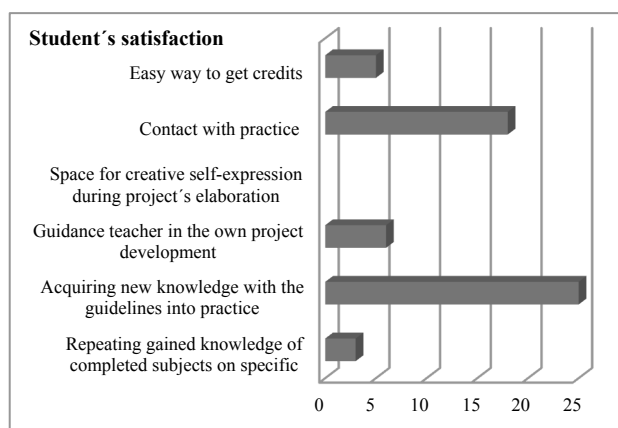 Student´s satisfaction
Easy way to get credits
Contact with practice
Space for creative self-expression
during project´s elaboration
Guidance teacher in the own project
development
Acquiring new knowledge with the
guidelines into practice
Repeating gained knowledge of
completed subjects on specific
0 5 10 15 20 25